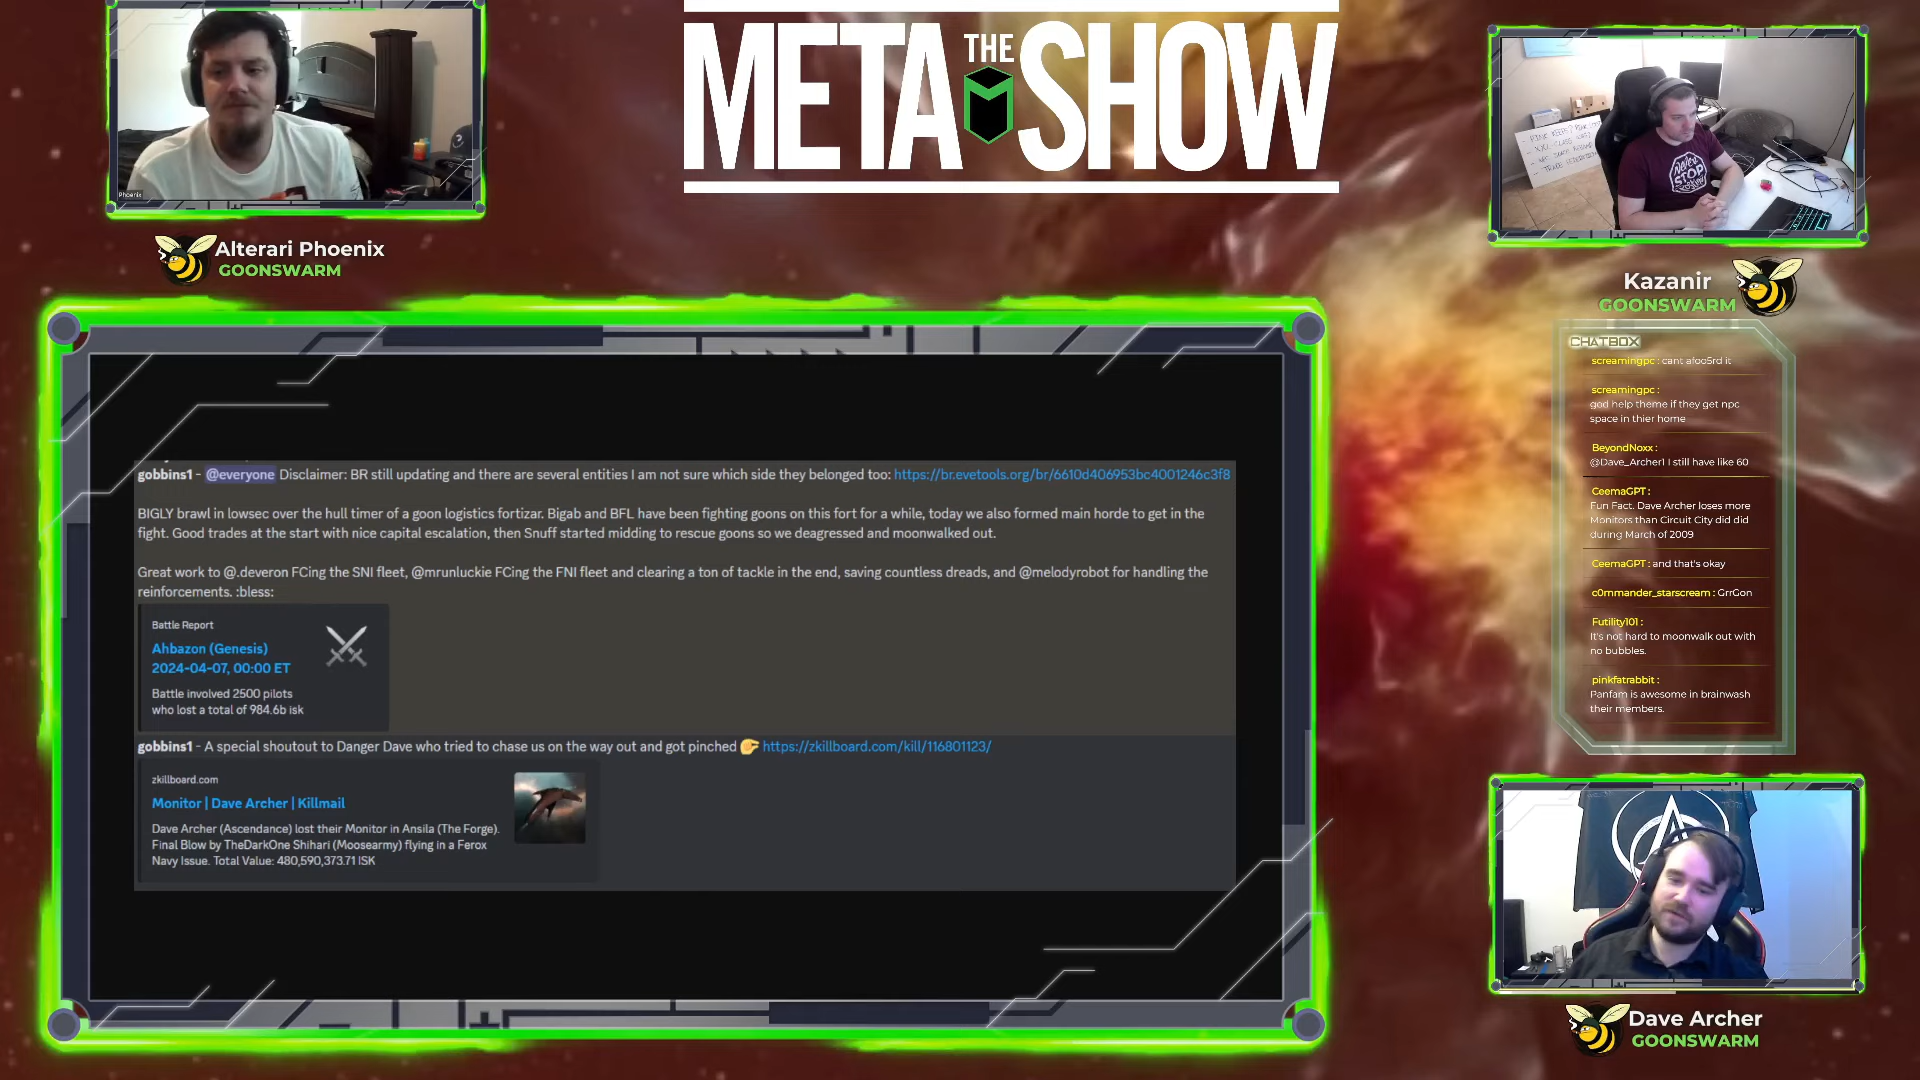 THE
META SHOW
Phoenix
Alterari Phoenix
GOONSWARM
NEVER
STOP
Kazanir
GOONSWARM
CHATBOX
screamingpc : cant afoo5rd it
screamingpc :
god help theme if they get npc
space in thier home
BeyondNoxx :
@Dave_Archer1 I still have like 60
CeemaGPT :
Fun Fact. Dave Archer loses more
Monitors than Circuit City did did
during March of 2009
CeemaGPT : and that's okay
c0mmander_starscream : GrrGon
Futility101 :
It's not hard to moonwalk out with
no bubbles.
pinkfatrabbit :
Panfam is awesome in brainwash
their members.
gobbins1 - @everyone Disclaimer: BR still updating and there are several entities I am not sure which side they belonged too: https://br.evetools.org/br/6610d406953bc4001246c3f8
BIGLY brawl in lowsec over the hull timer of a goon logistics fortizar. Bigab and BFL have been fighting goons on this fort for a while, today we also formed main horde to get in the
fight. Good trades at the start with nice capital escalation, then Snuff started midding to rescue goons so we deagressed and moonwalked out.
Great work to @.deveron FCing the SNI fleet, @mrunluckie FCing the FNI fleet and clearing a ton of tackle in the end, saving countless dreads, and @melodyrobot for handling the
reinforcements. :bless:
Battle Report
Ahbazon (Genesis)
2024-04-07, 00:00 ET
Battle involved 2500 pilots
who lost a total of 984.6b isk
gobbins1 - A special shoutout to Danger Dave who tried to chase us on the way out and got pinched 👉 https://zkillboard.com/kill/116801123/
zkillboard.com
Monitor | Dave Archer | Killmail
Dave Archer (Ascendance) lost their Monitor in Ansila (The Forge).
Final Blow by TheDarkOne Shihari (Moosearmy) flying in a Ferox
Navy Issue. Total Value: 480,590,373.71 ISK
Dave Archer
GOONSWARM